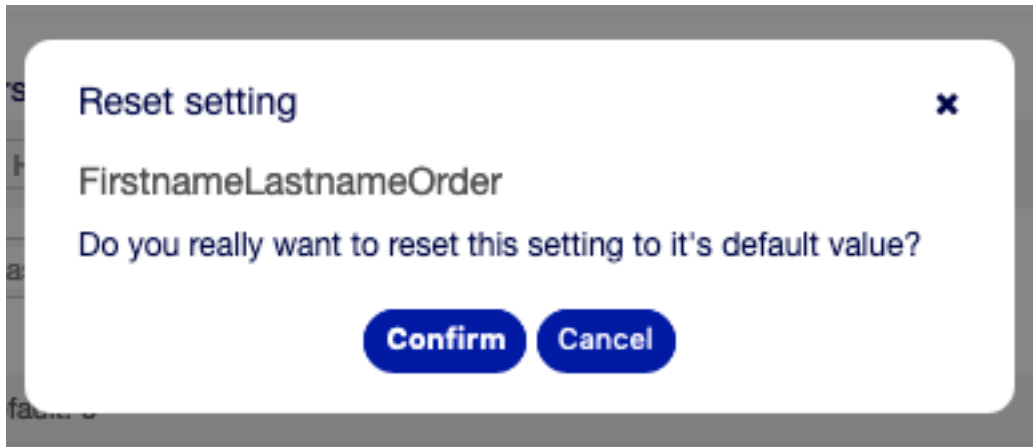 Reset setting
FirstnameLastnameOrder
Do you really want to reset this setting to it's default value?
Confirm Cancel